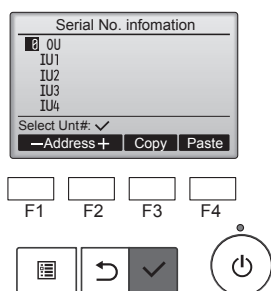 Serial No. infomation
0 OU
IU1
IU2
IU3
IU4
Select Unt#: ✓
−Address+ Copy Paste
F1 F2 F3 F4